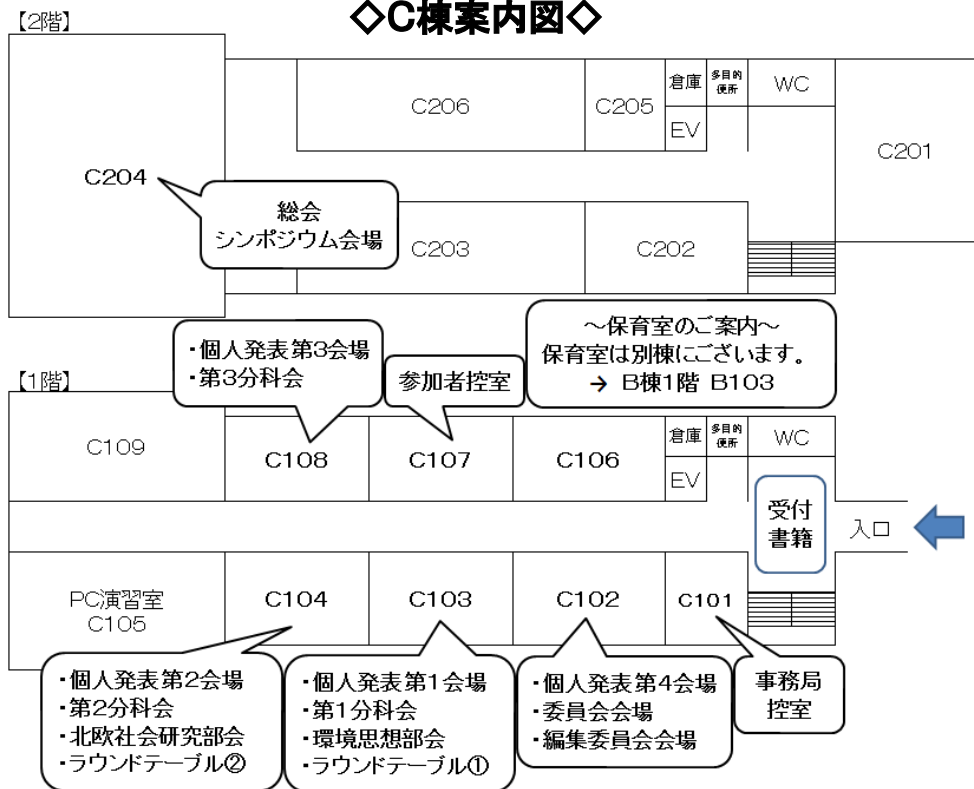 ◇C棟案内図◇
【2階】
C206
C205
倉庫
多目的
便所
WC
EV
C201
C204
総会
シンポジウム会場
C203
C202
～保育室のご案内～
保育室は別棟にございます。
→ B棟1階 B103
・個人発表第3会場
・第3分科会
参加者控室
【1階】
C109
C108
C107
C106
倉庫
多目的
便所
WC
EV
受付
書籍
入口
PC演習室
C105
C104
C103
C102
C101
・個人発表第2会場
・第2分科会
・北欧社会研究部会
・ラウンドテーブル②
・個人発表第1会場
・第1分科会
・環境思想部会
・ラウンドテーブル①
・個人発表第4会場
・委員会会場
・編集委員会会場
事務局
控室